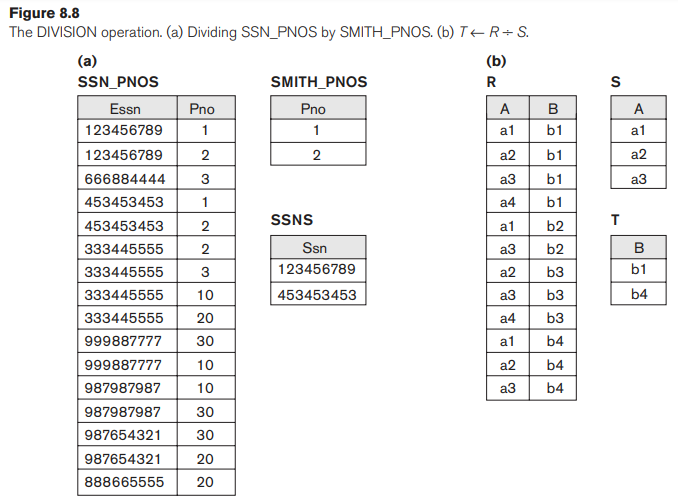 Figure 8.8
The DIVISION operation. (a) Dividing SSN_PNOS by SMITH_PNOS. (b) T ← R ÷ S.
(a)
SSN_PNOS
Essn Pno
123456789 1
123456789 2
666884444 3
453453453 1
453453453 2
333445555 2
333445555 3
333445555 10
333445555 20
999887777 30
999887777 10
987987987 10
987987987 30
987654321 30
987654321 20
888665555 20
SMITH_PNOS
Pno
1
2
SSNS
Ssn
123456789
453453453
(b)
R
A B
a1 b1
a2 b1
a3 b1
a4 b1
a1 b2
a3 b2
a2 b3
a3 b3
a4 b3
a1 b4
a2 b4
a3 b4
S
A
a1
a2
a3
T
B
b1
b4